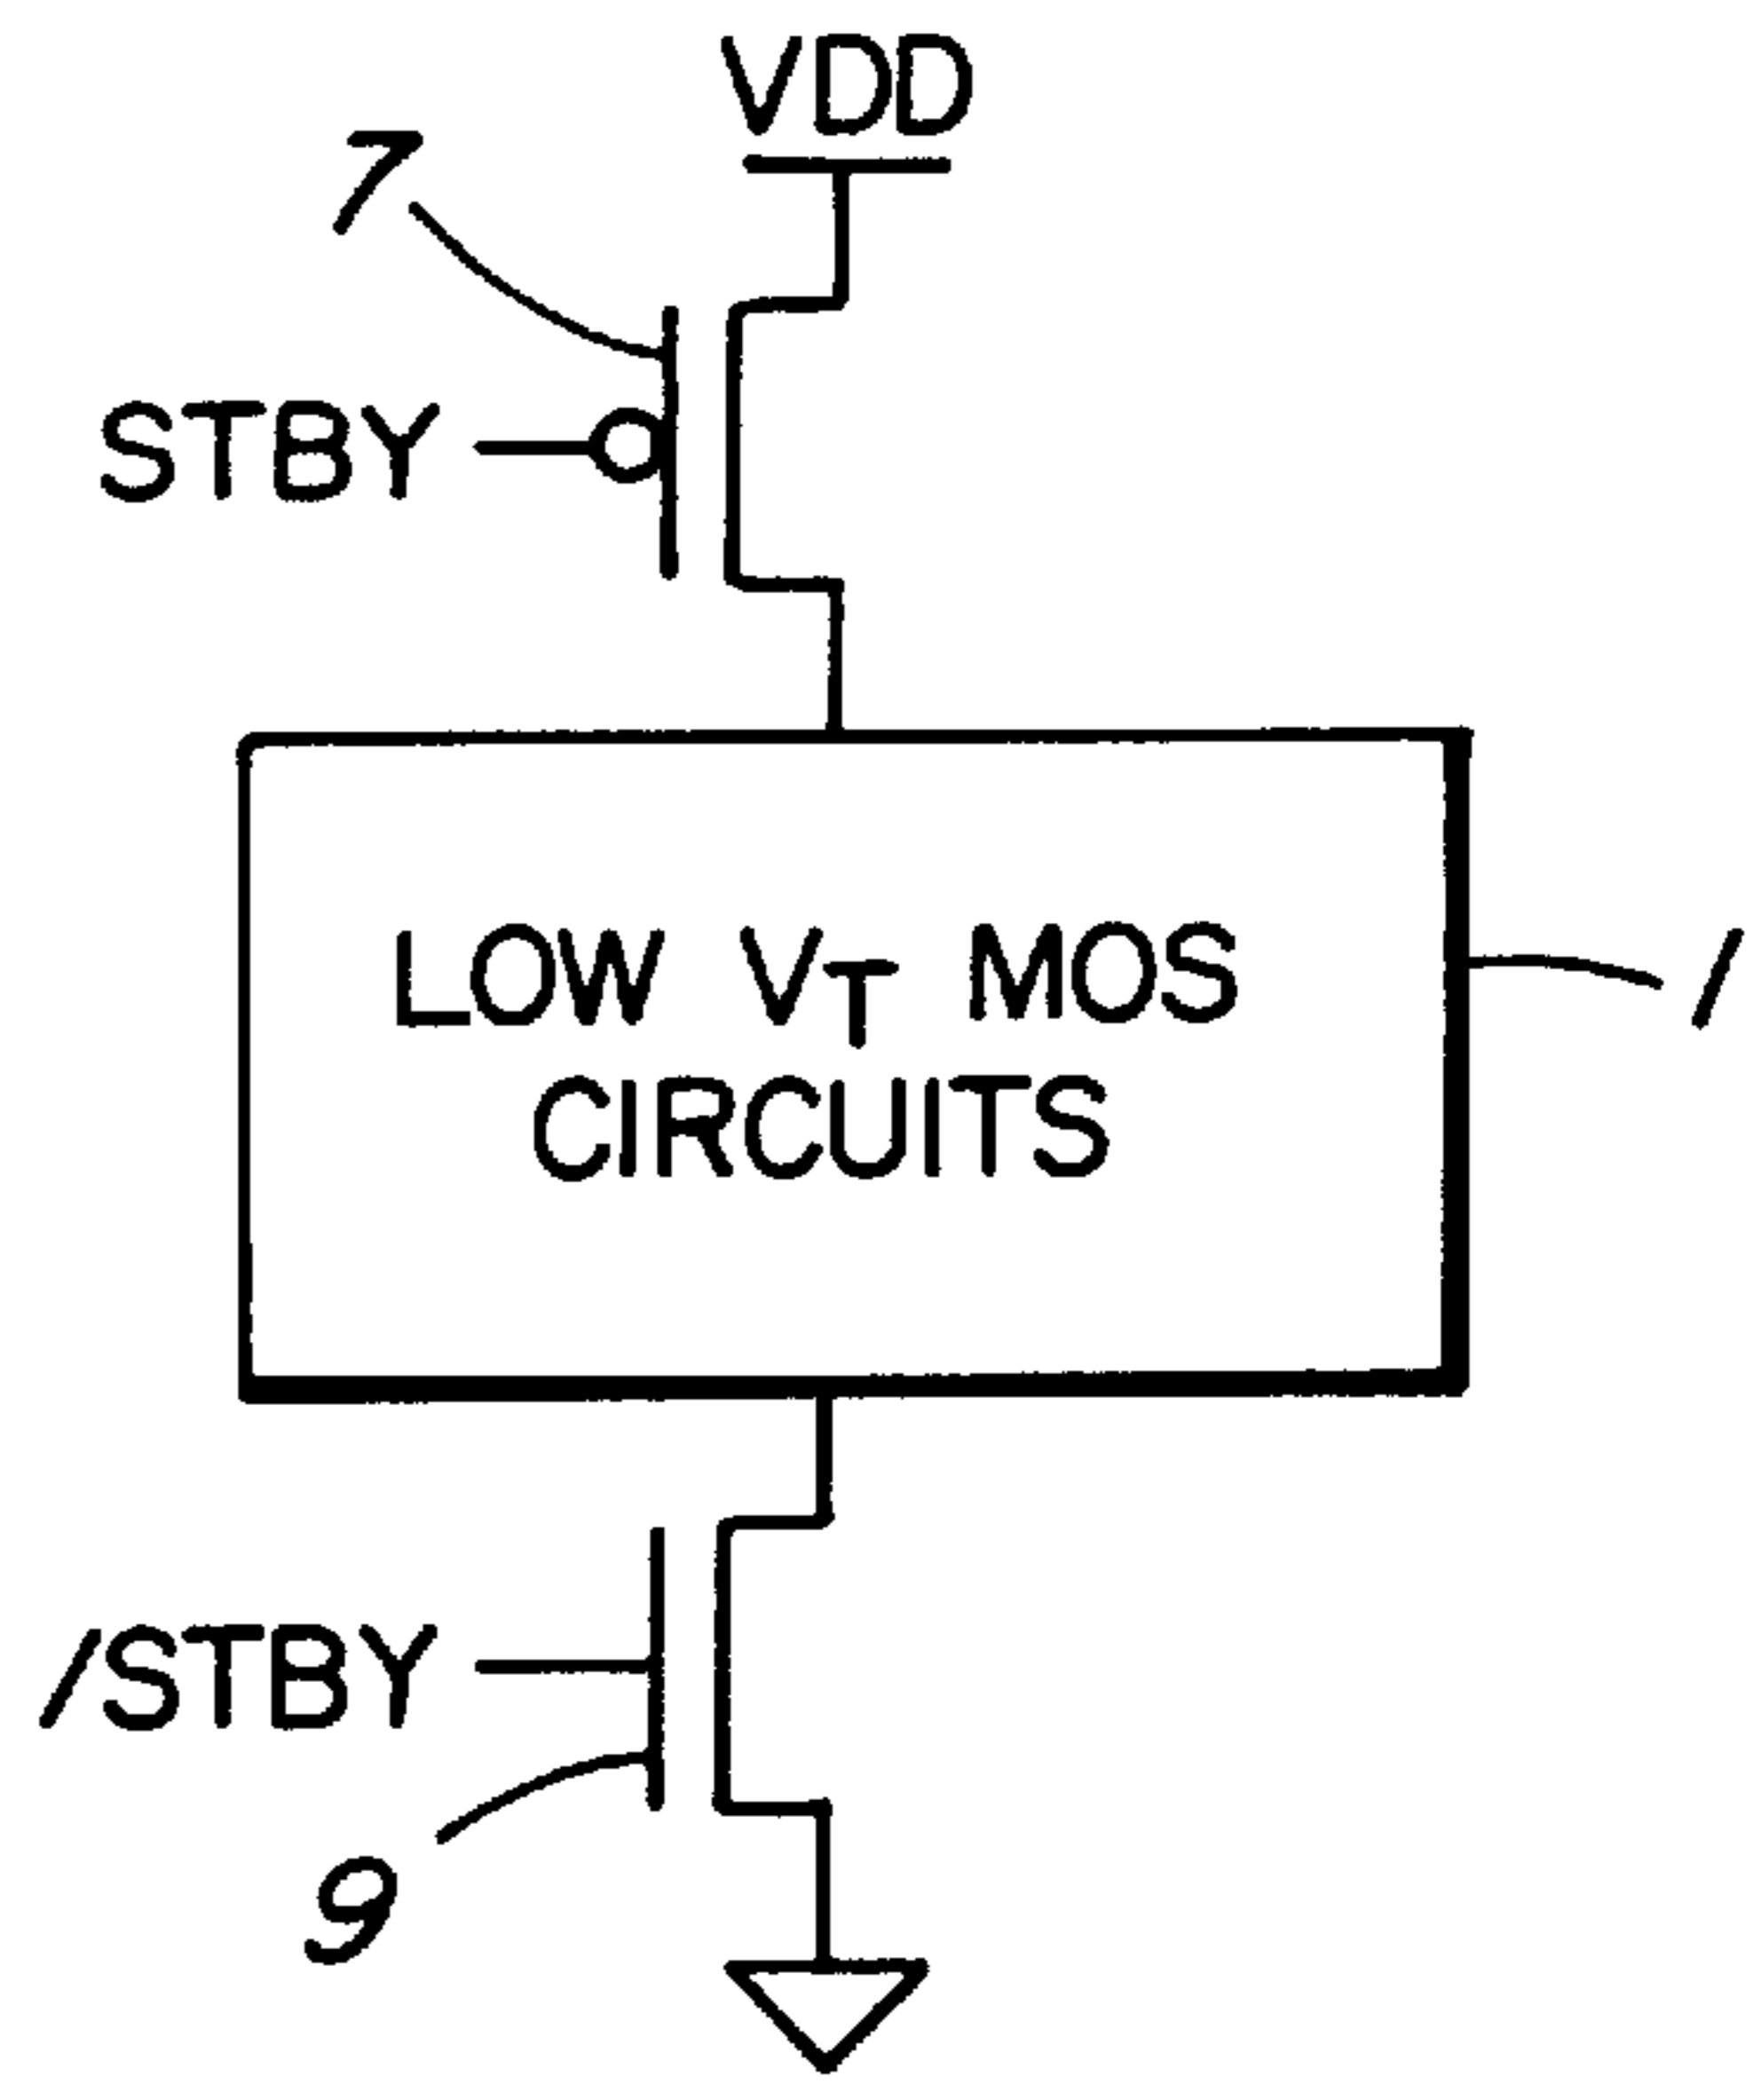 VDD
7
STBY
LOW VT MOS
CIRCUITS
1
/STBY
9